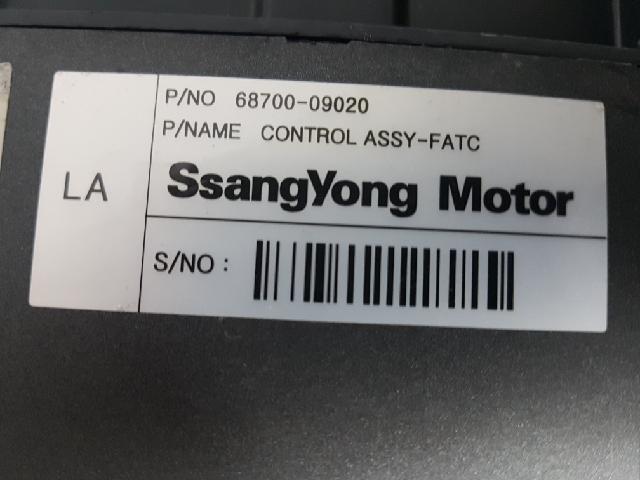 P/NO 68700-09020
P/NAME CONTROL ASSY-FATC
LA
SsangYong Motor
S/NO :